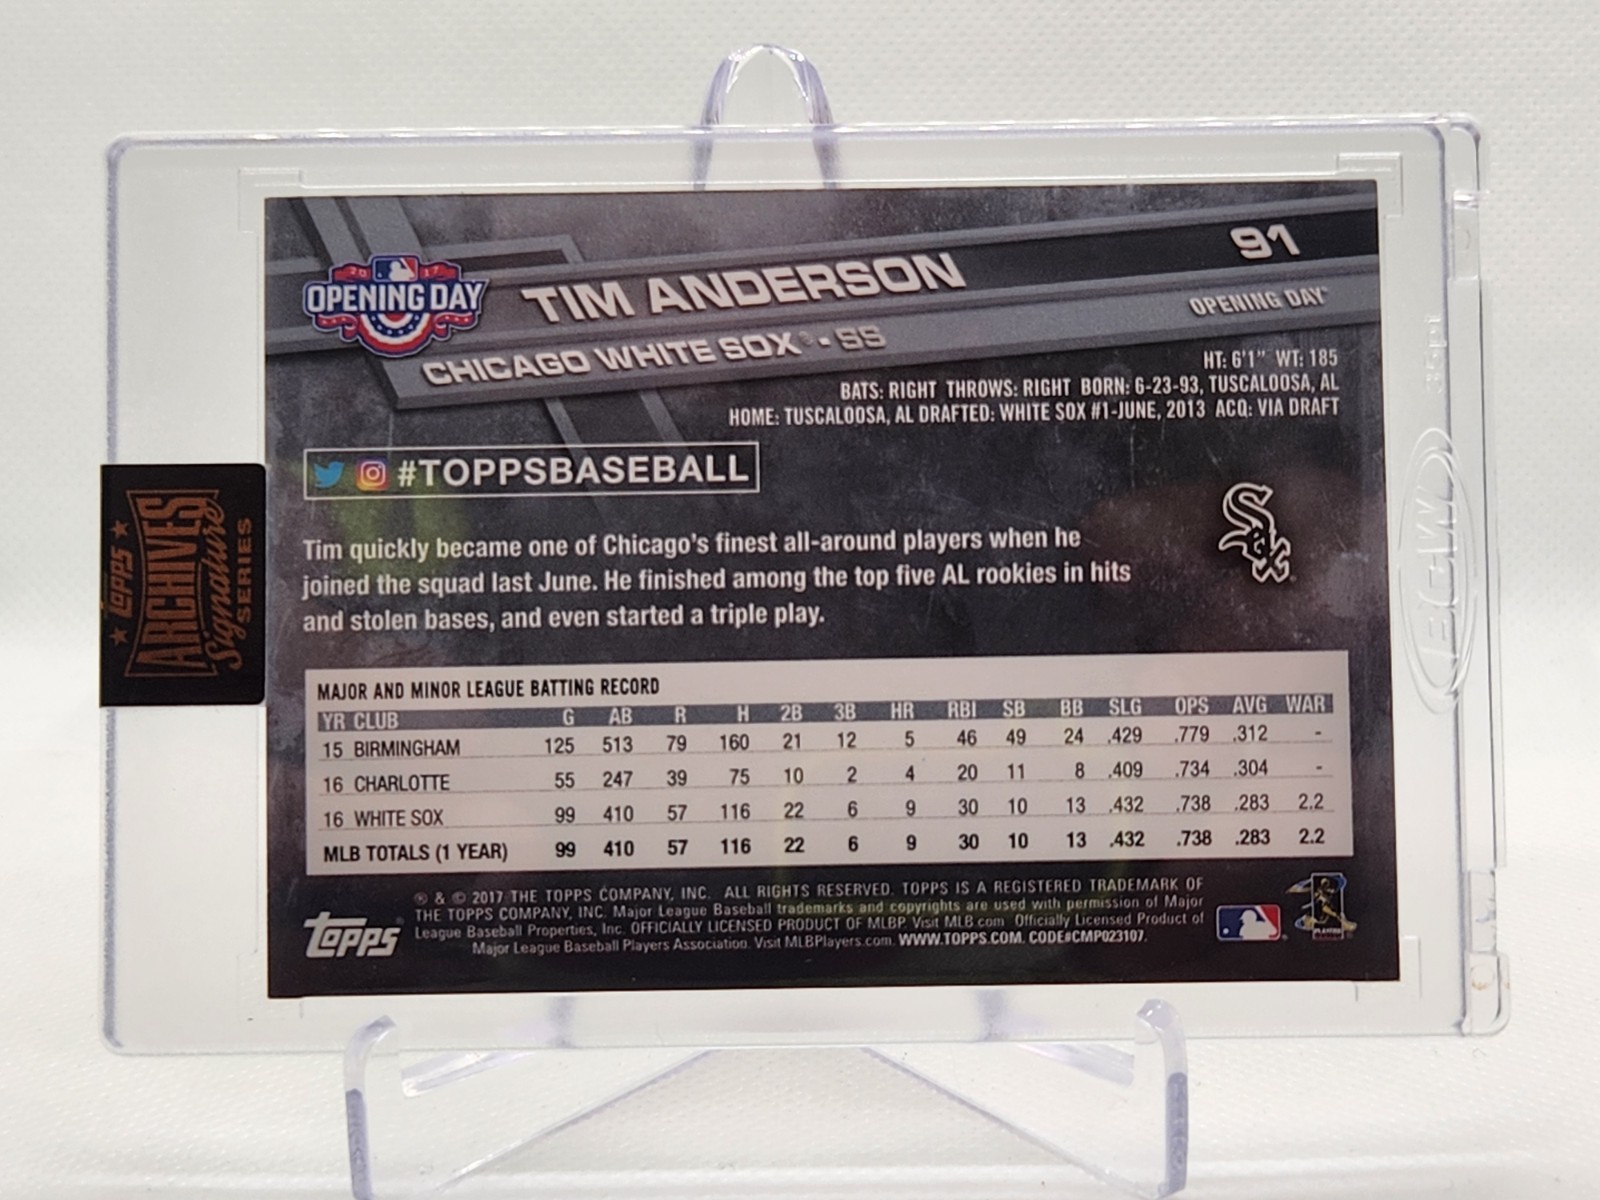 2017
OPENING DAY
TIM ANDERSON
91
CHICAGO WHITE SOX® • SS
OPENING DAY™
HT: 6'1" WT: 185
BATS: RIGHT THROWS: RIGHT BORN: 6-23-93, TUSCALOOSA, AL
HOME: TUSCALOOSA, AL DRAFTED: WHITE SOX #1-JUNE, 2013 ACQ: VIA DRAFT
#TOPPSBASEBALL
Sox
Tim quickly became one of Chicago's finest all-around players when he
joined the squad last June. He finished among the top five AL rookies in hits
and stolen bases, and even started a triple play.
★ Topps ★
ARCHIVES
Signature
SERIES
MAJOR AND MINOR LEAGUE BATTING RECORD
YR CLUB G AB R H 2B 3B HR RBI SB BB SLG OPS AVG WAR
15 BIRMINGHAM 125 513 79 160 21 12 5 46 49 24 .429 .779 .312 -
16 CHARLOTTE 55 247 39 75 10 2 4 20 11 8 .409 .734 .304 -
16 WHITE SOX 99 410 57 116 22 6 9 30 10 13 .432 .738 .283 2.2
MLB TOTALS (1 YEAR) 99 410 57 116 22 6 9 30 10 13 .432 .738 .283 2.2
Topps
® & © 2017 THE TOPPS COMPANY, INC. ALL RIGHTS RESERVED. TOPPS IS A REGISTERED TRADEMARK OF
THE TOPPS COMPANY, INC. Major League Baseball trademarks and copyrights are used with permission of Major
League Baseball Properties, Inc. OFFICIALLY LICENSED PRODUCT OF MLBP. Visit MLB.com Officially Licensed Product of
Major League Baseball Players Association. Visit MLBPlayers.com. WWW.TOPPS.COM. CODE#CMP023107.
35pt